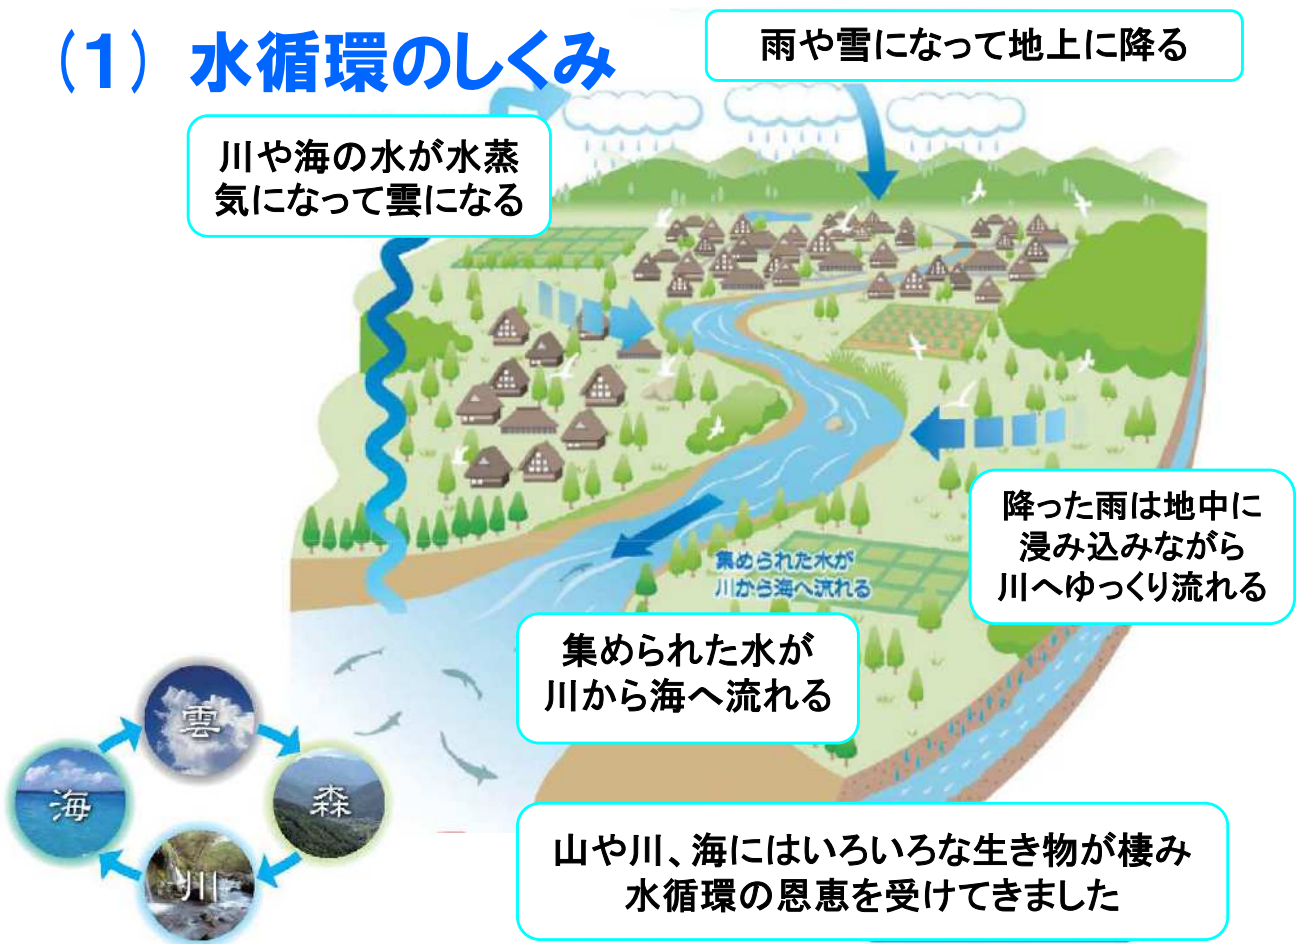 (1) 水循環のしくみ
雨や雪になって地上に降る
川や海の水が水蒸
気になって雲になる
降った雨は地中に
浸み込みながら
川へゆっくり流れる
集められた水が
川から海へ流れる
集められた水が
川から海へ流れる
雲
海
森
川
山や川、海にはいろいろな生き物が棲み
水循環の恩恵を受けてきました